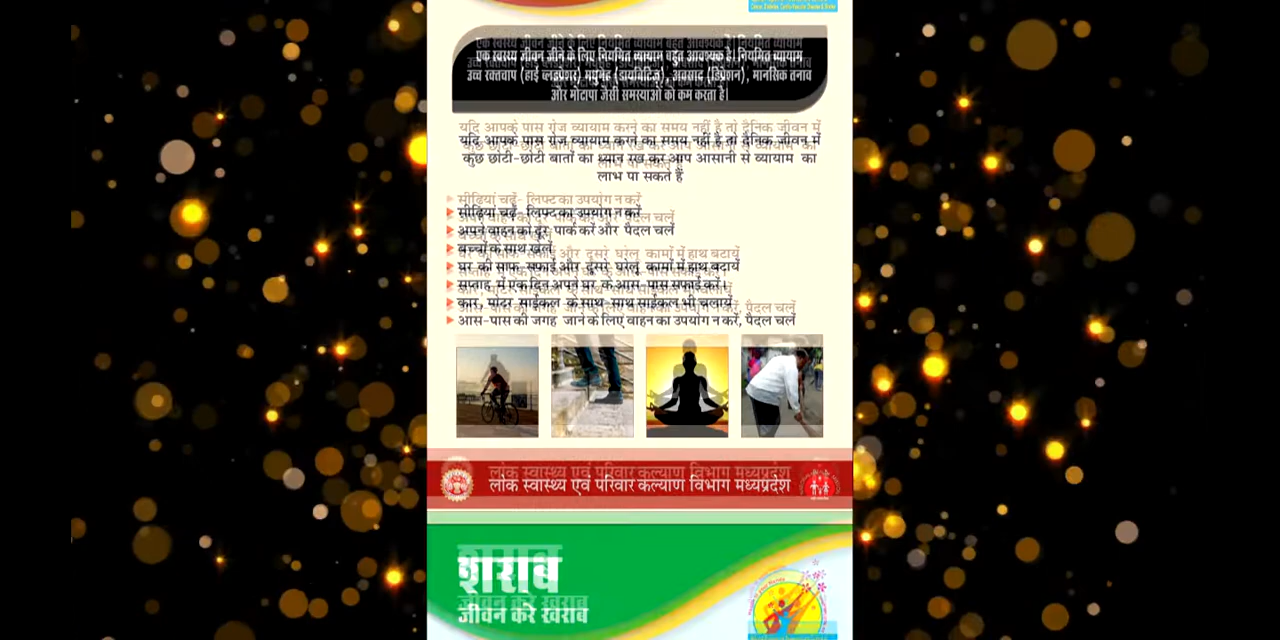 एक स्वस्थ्य जीवन जीने के लिए नियमित व्यायाम बहुत आवश्यक है। नियमित व्यायाम
उच्च रक्तचाप (हाई ब्लडप्रेशर) मधुमेह (डायबिटिज़), अवसाद (डिप्रेशन), मानसिक तनाव
और मोटापा जैसी समस्याओं को कम करता है।
यदि आपके पास रोज व्यायाम करने का समय नहीं है तो दैनिक जीवन में
कुछ छोटी-छोटी बातों का ध्यान रख कर आप आसानी से व्यायाम का
लाभ पा सकते हैं
सीढ़ियां चढ़ें- लिफ्ट का उपयोग न करें
अपने वाहन को दूर पार्क करें और पैदल चलें
बच्चों के साथ खेलें
घर की साफ-सफाई और दूसरे घरेलू कामों में हाथ बटायें
सप्ताह में एक दिन अपने घर के आस-पास सफाई करें।
कार, मोटर साईकल के साथ-साथ साईकल भी चलायें
आस-पास की जगह जाने के लिए वाहन का उपयोग न करें, पैदल चलें
लोक स्वास्थ्य एवं परिवार कल्याण विभाग मध्यप्रदेश
शराब
जीवन करे खराब